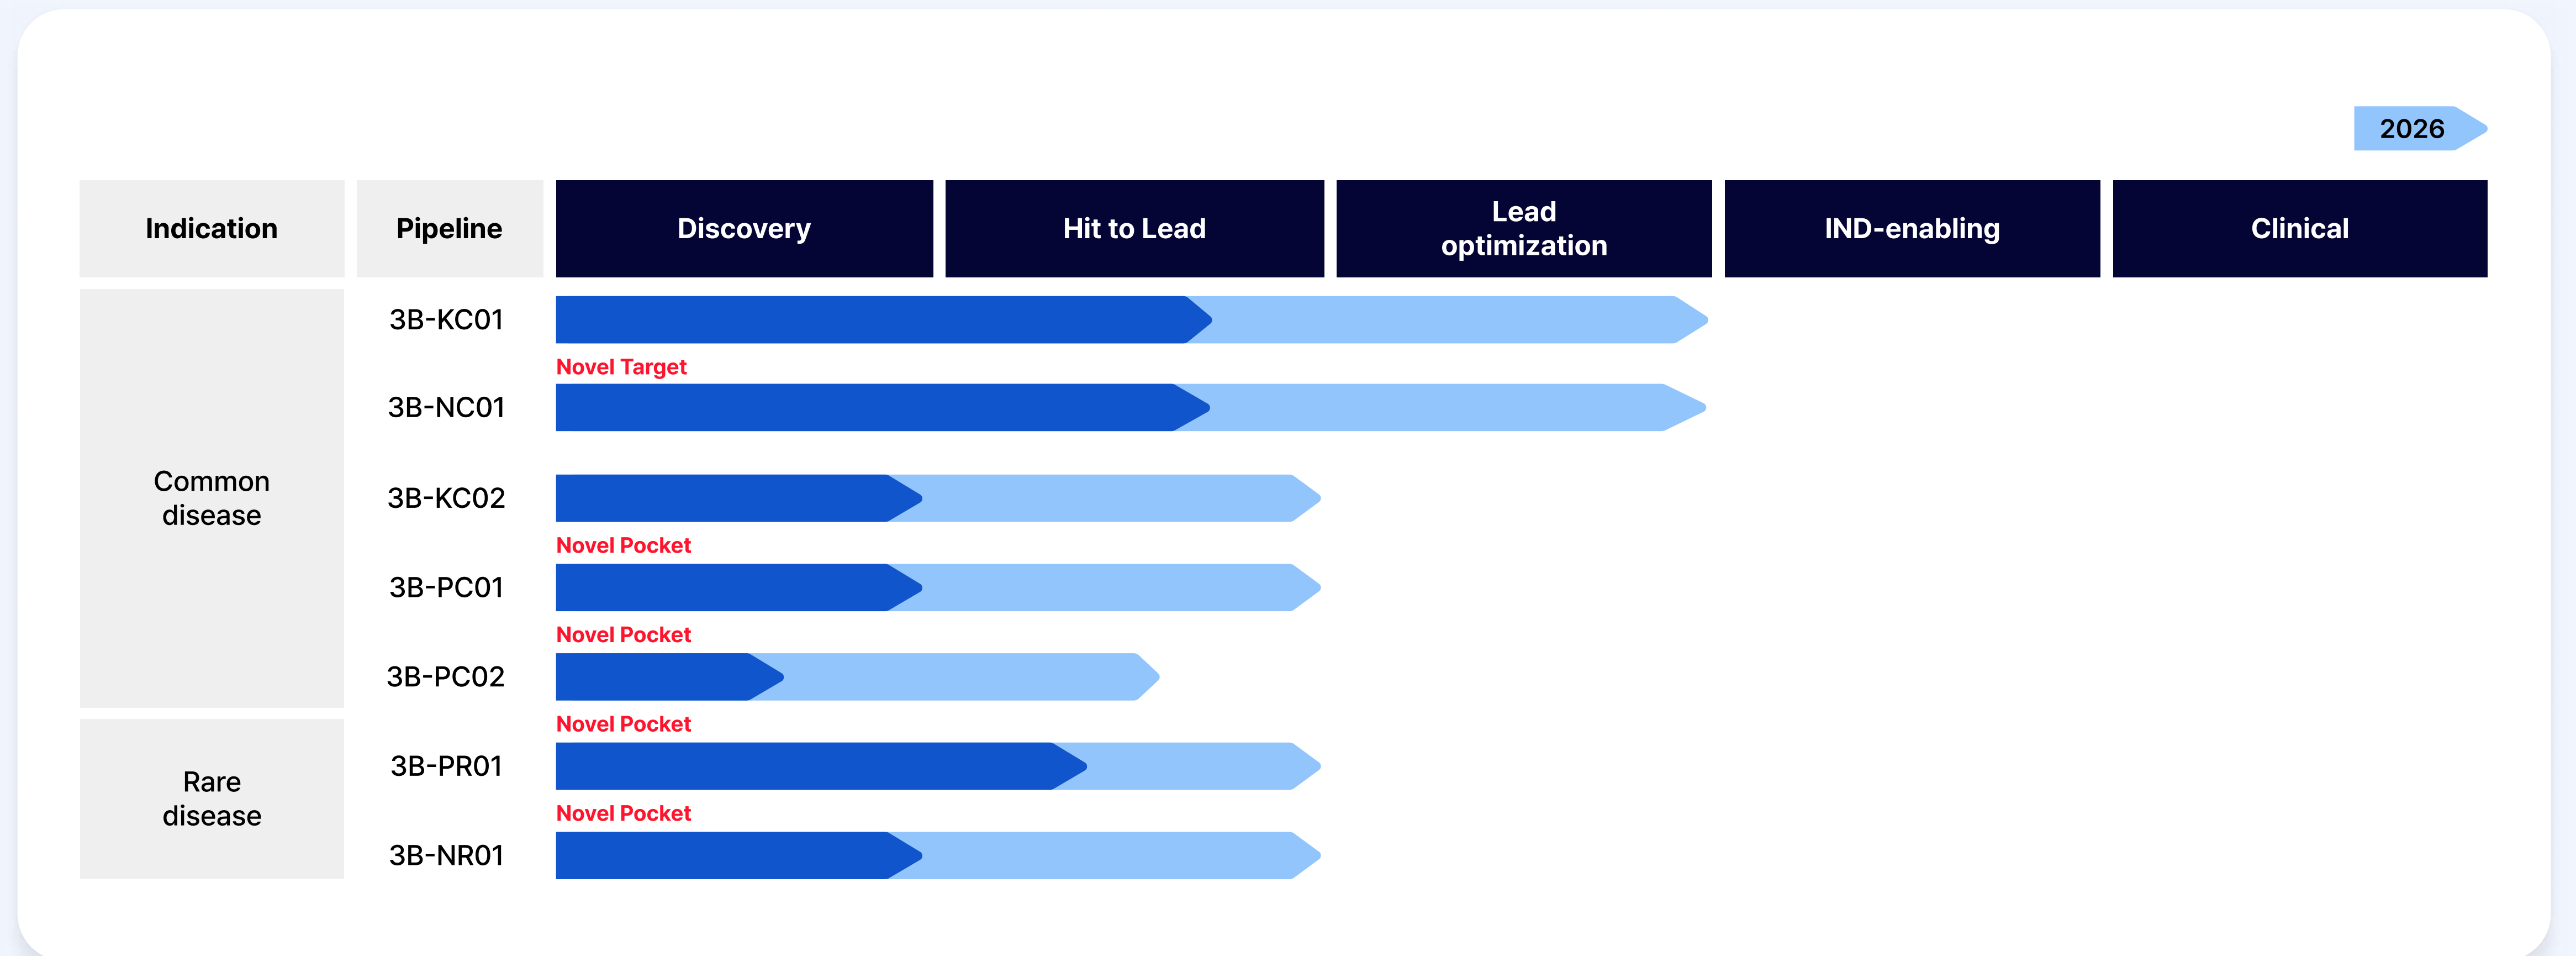 2026
Indication
Pipeline
Discovery
Hit to Lead
Lead
optimization
IND-enabling
Clinical
Common
disease
3B-KC01
Novel Target
3B-NC01
3B-KC02
Novel Pocket
3B-PC01
Novel Pocket
3B-PC02
Rare
disease
Novel Pocket
3B-PR01
Novel Pocket
3B-NR01